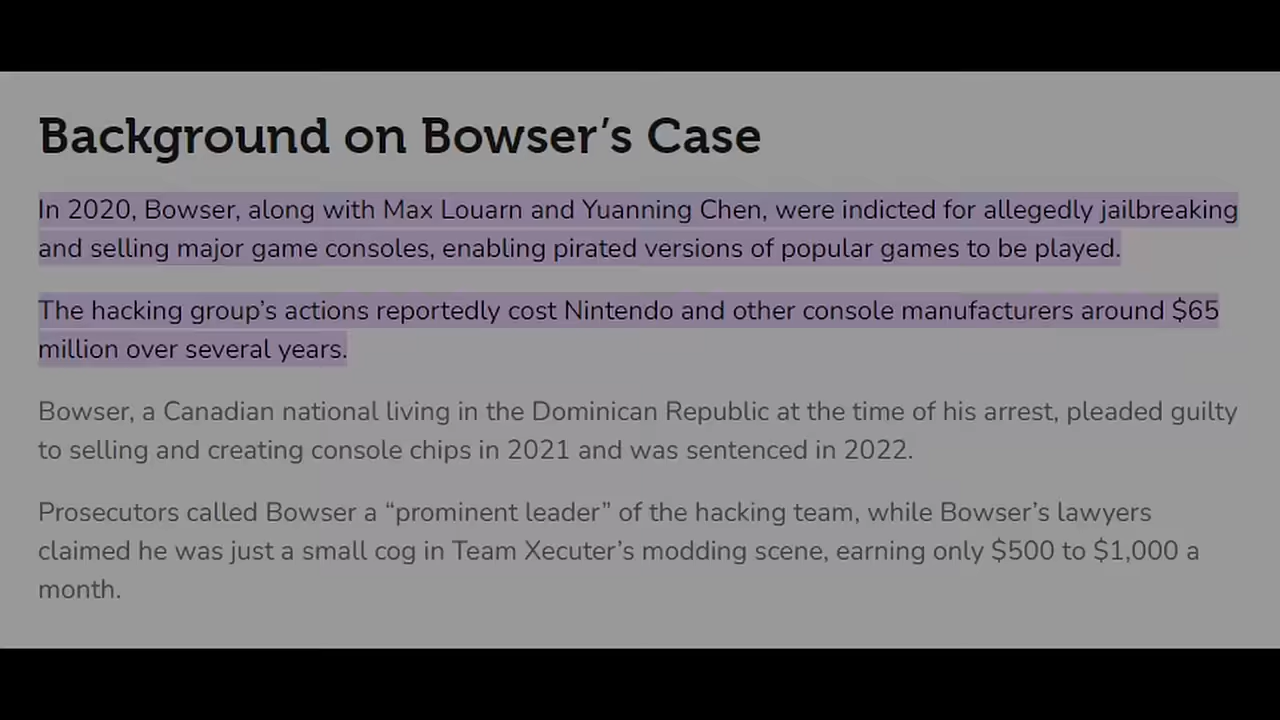 Background on Bowser’s Case
In 2020, Bowser, along with Max Louarn and Yuanning Chen, were indicted for allegedly jailbreaking
and selling major game consoles, enabling pirated versions of popular games to be played.
The hacking group’s actions reportedly cost Nintendo and other console manufacturers around $65
million over several years.
Bowser, a Canadian national living in the Dominican Republic at the time of his arrest, pleaded guilty
to selling and creating console chips in 2021 and was sentenced in 2022.
Prosecutors called Bowser a “prominent leader” of the hacking team, while Bowser’s lawyers
claimed he was just a small cog in Team Xecuter’s modding scene, earning only $500 to $1,000 a
month.